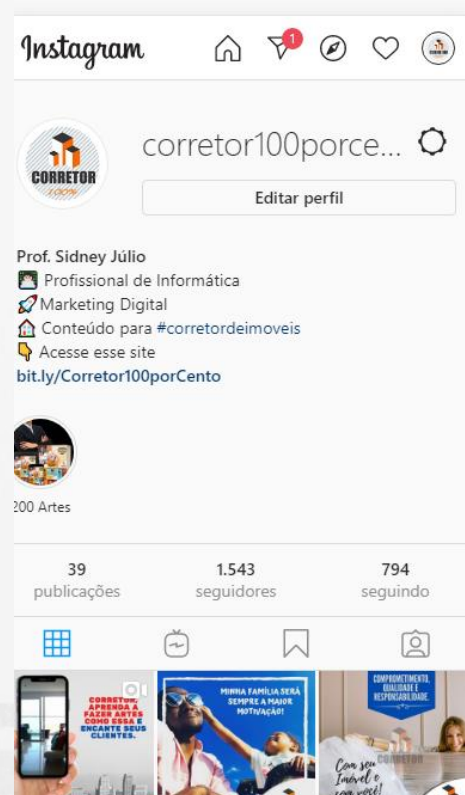 Instagram
1
CORRETOR
100%
corretor100porce...
Editar perfil
Prof. Sidney Júlio
Profissional de Informática
Marketing Digital
Conteúdo para #corretordeimoveis
Acesse esse site
bit.ly/Corretor100porCento
200 Artes
39
publicações
1.543
seguidores
794
seguindo
CORRETOR,
APRENDA A
FAZER ARTES
COMO ESSA E
ENCANTE SEUS
CLIENTES.
MINHA FAMÍLIA SERÁ
SEMPRE A MAIOR
MOTIVAÇÃO!
COMPROMETIMENTO,
QUALIDADE E
RESPONSABILIDADE.
CORRETOR
Com seu
Imóvel e
com você!